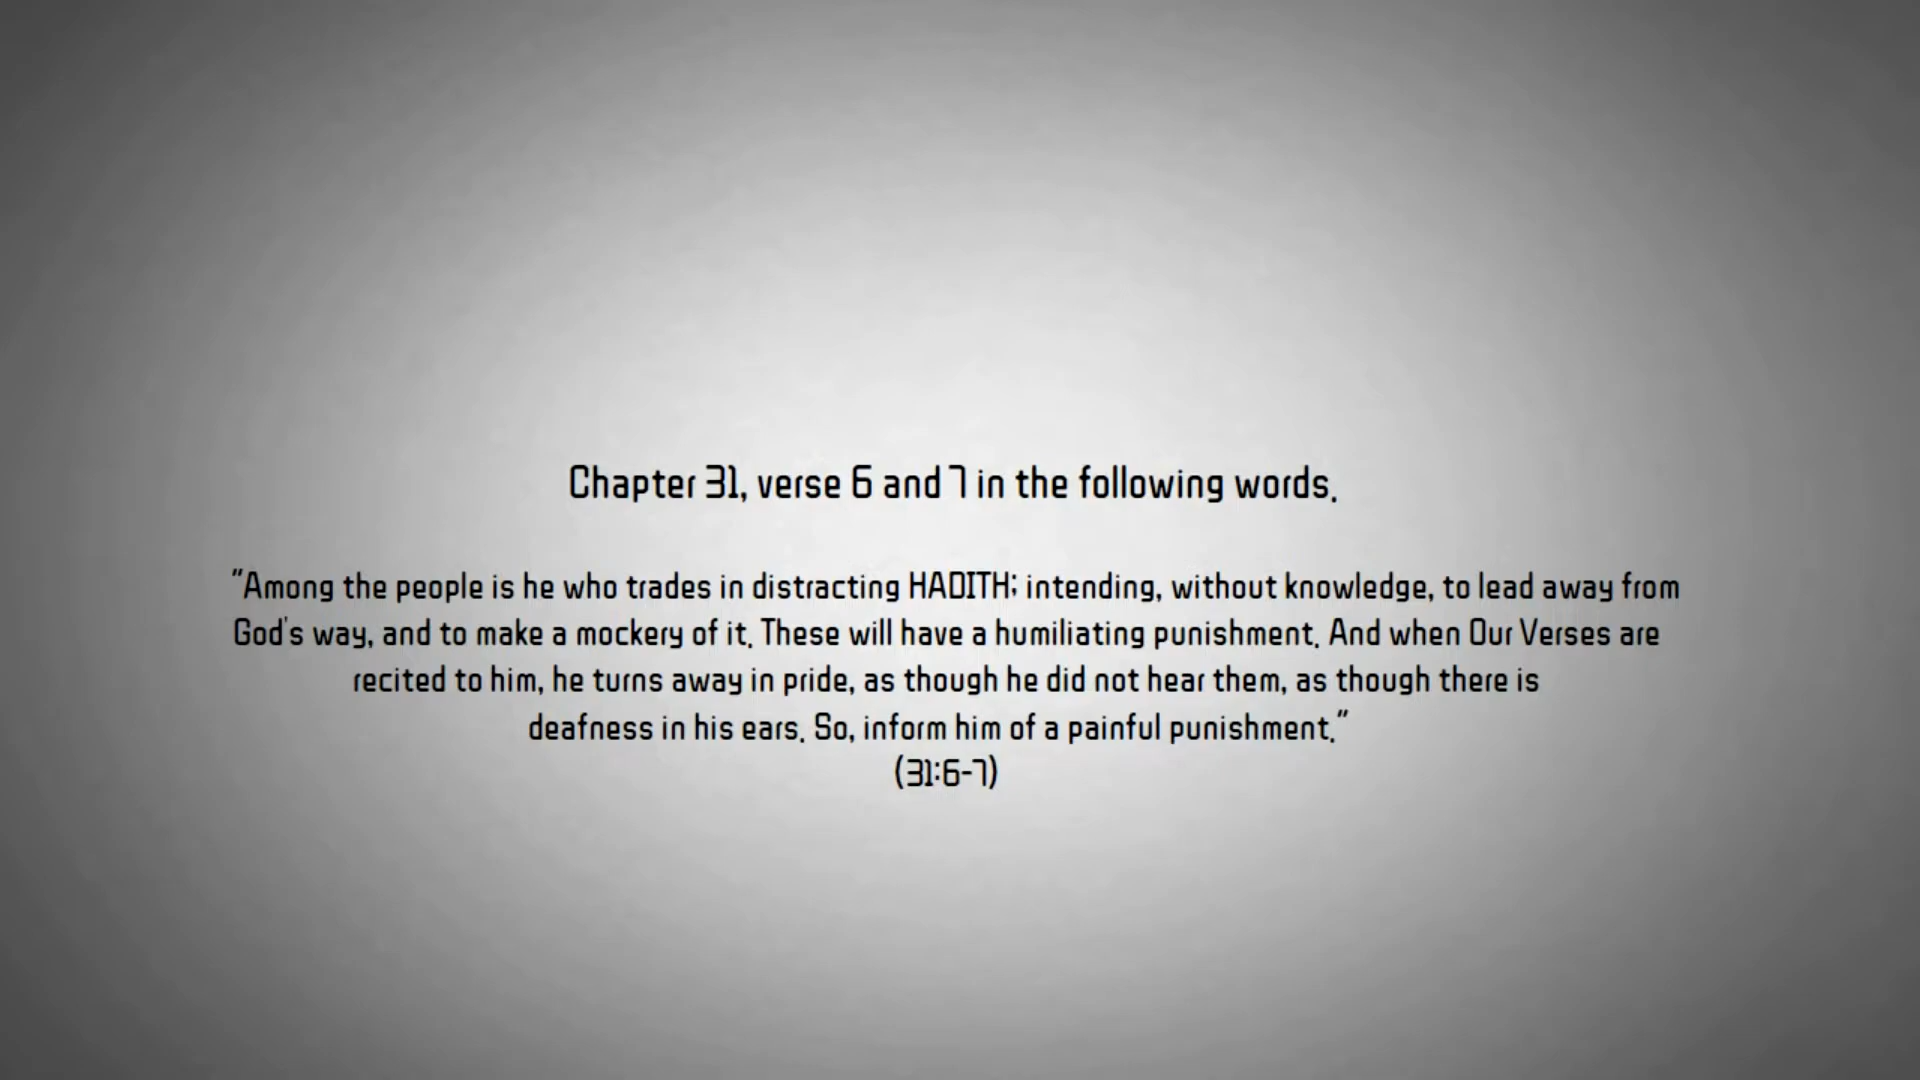 Chapter 31, verse 6 and 7 in the following words.
"Among the people is he who trades in distracting HADITH; intending, without knowledge, to lead away from
God's way, and to make a mockery of it. These will have a humiliating punishment. And when Our Verses are
recited to him, he turns away in pride, as though he did not hear them, as though there is
deafness in his ears. So, inform him of a painful punishment."
(31:6-7)